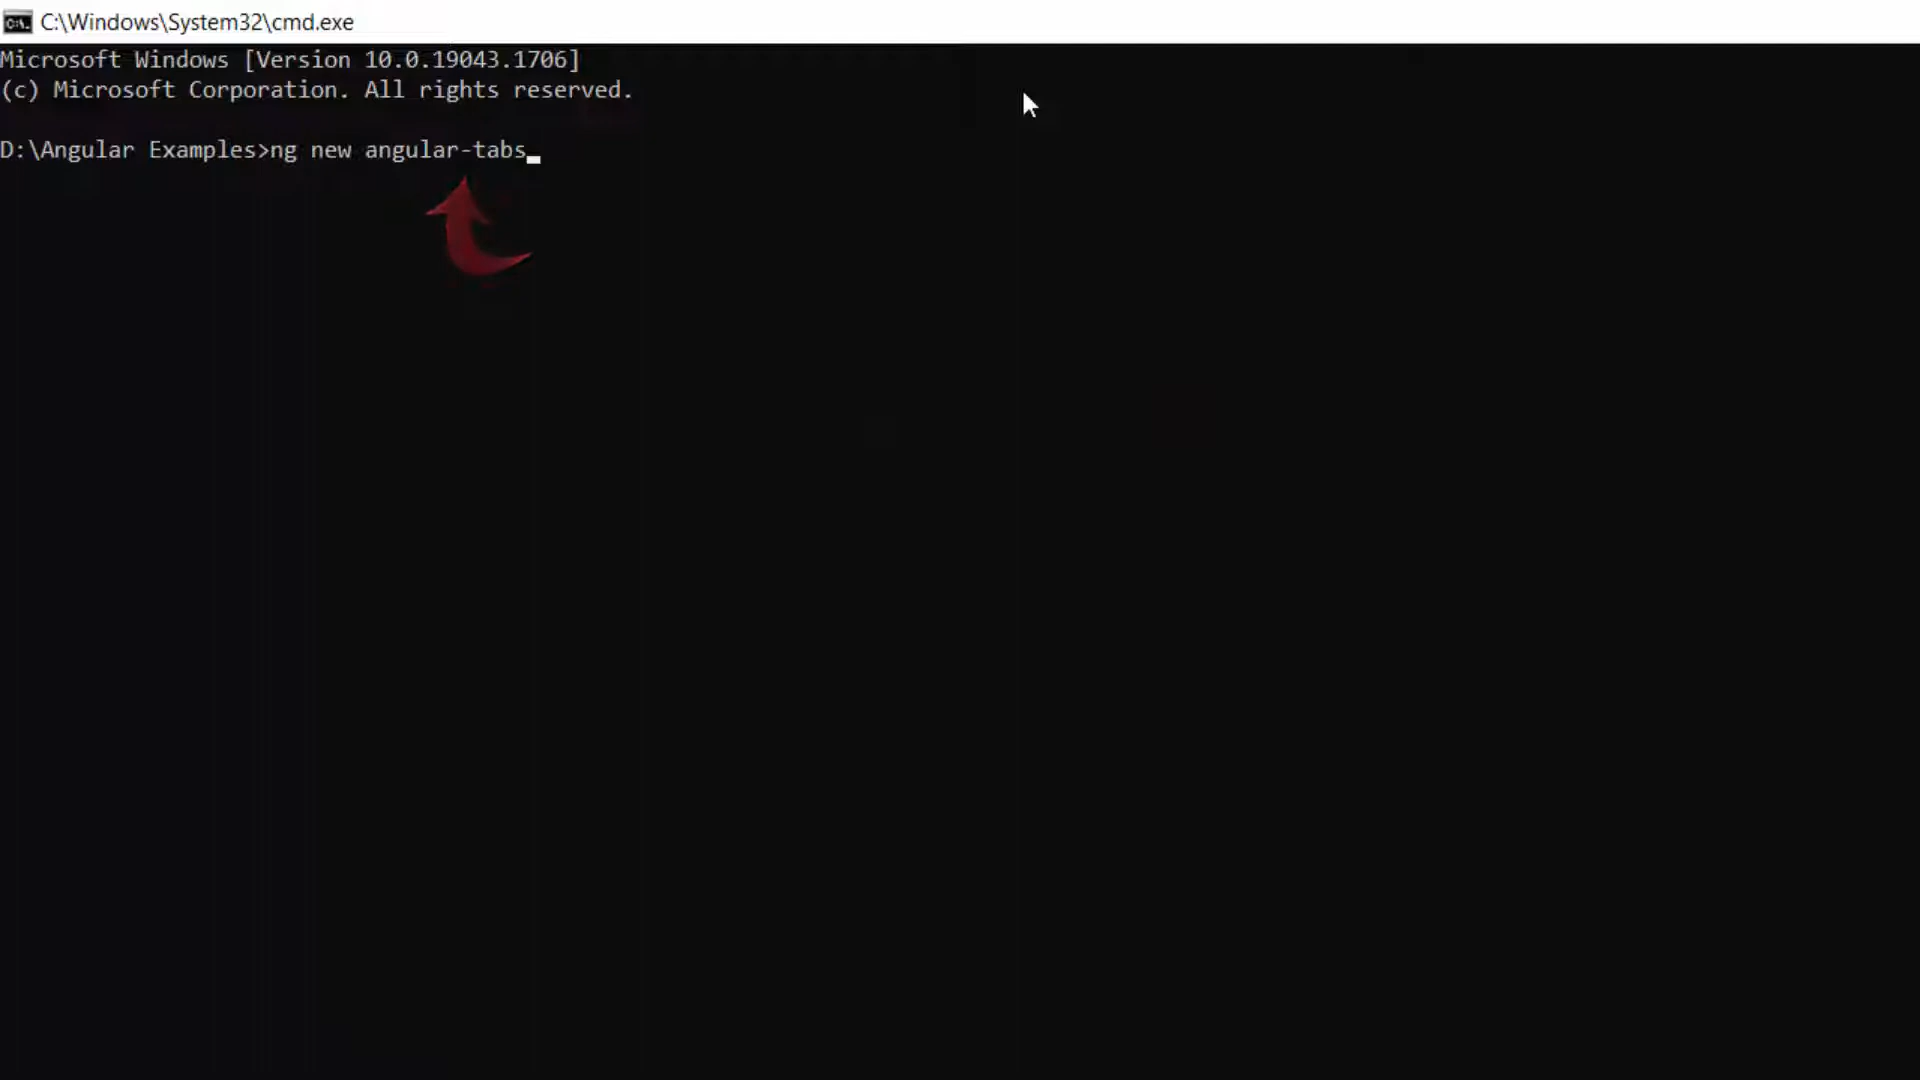 C:\Windows\System32\cmd.exe
Microsoft Windows [Version 10.0.19043.1706]
(c) Microsoft Corporation. All rights reserved.
D:\Angular Examples>ng new angular-tabs